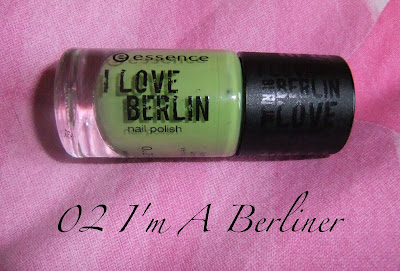 essence
I LOVE
BERLIN
nail polish
BERLIN
LOVE
02 I'm A Berliner